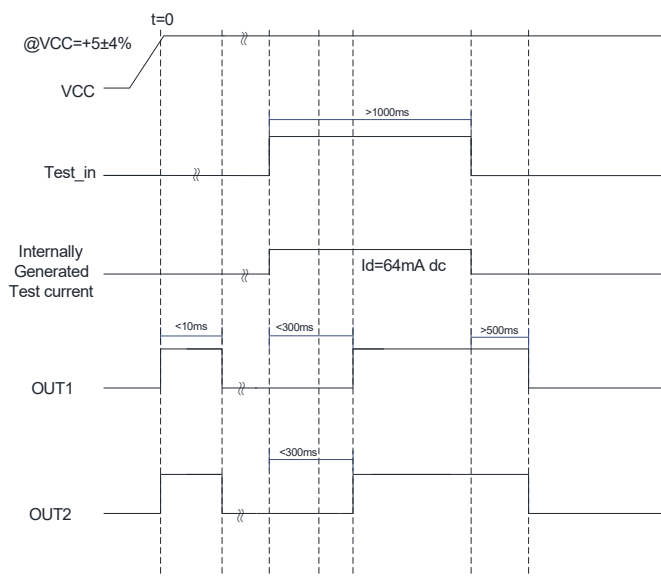 t=0
@VCC=+5±4%
VCC
>1000ms
Test_in
Internally
Generated
Test current
Id=64mA dc
<10ms
<300ms
>500ms
OUT1
<300ms
OUT2